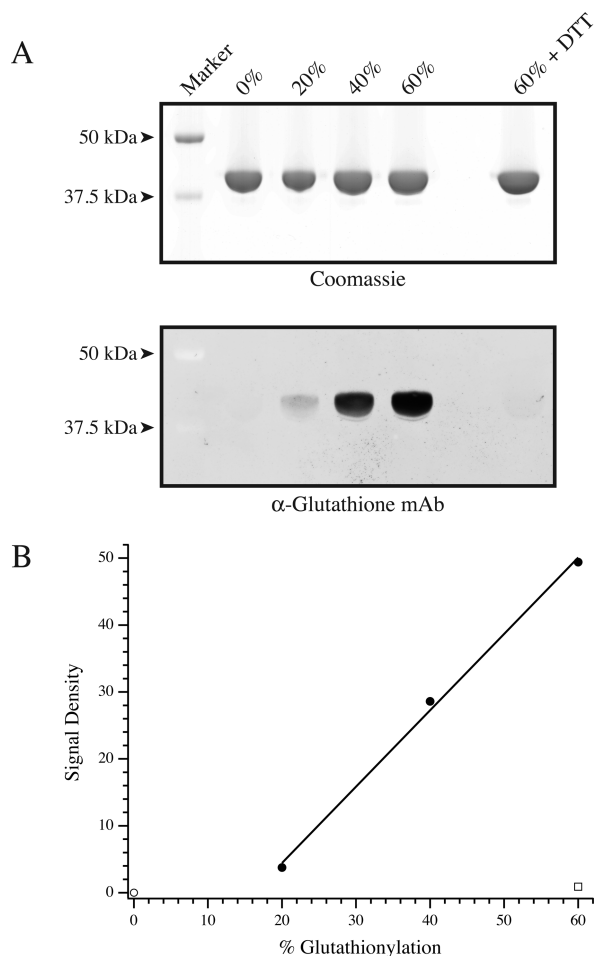 A
Marker 0% 20% 40% 60% 60% + DTT
50 kDa
37.5 kDa
Coomassie
50 kDa
37.5 kDa
α-Glutathione mAb
B
50
40
30
20
10
0
Signal Density
0 10 20 30 40 50 60
% Glutathionylation